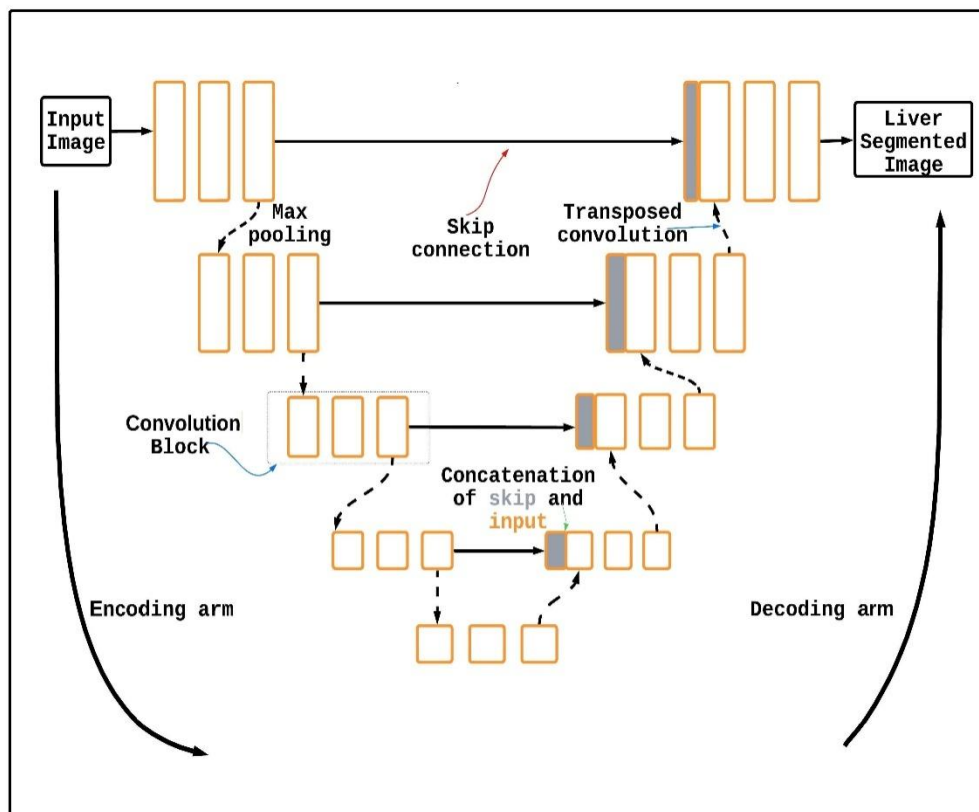 Input
Image
Liver
Segmented
Image
Max
pooling
Skip
connection
Transposed
convolution
Convolution
Block
Concatenation
of skip and
input
Encoding arm
Decoding arm